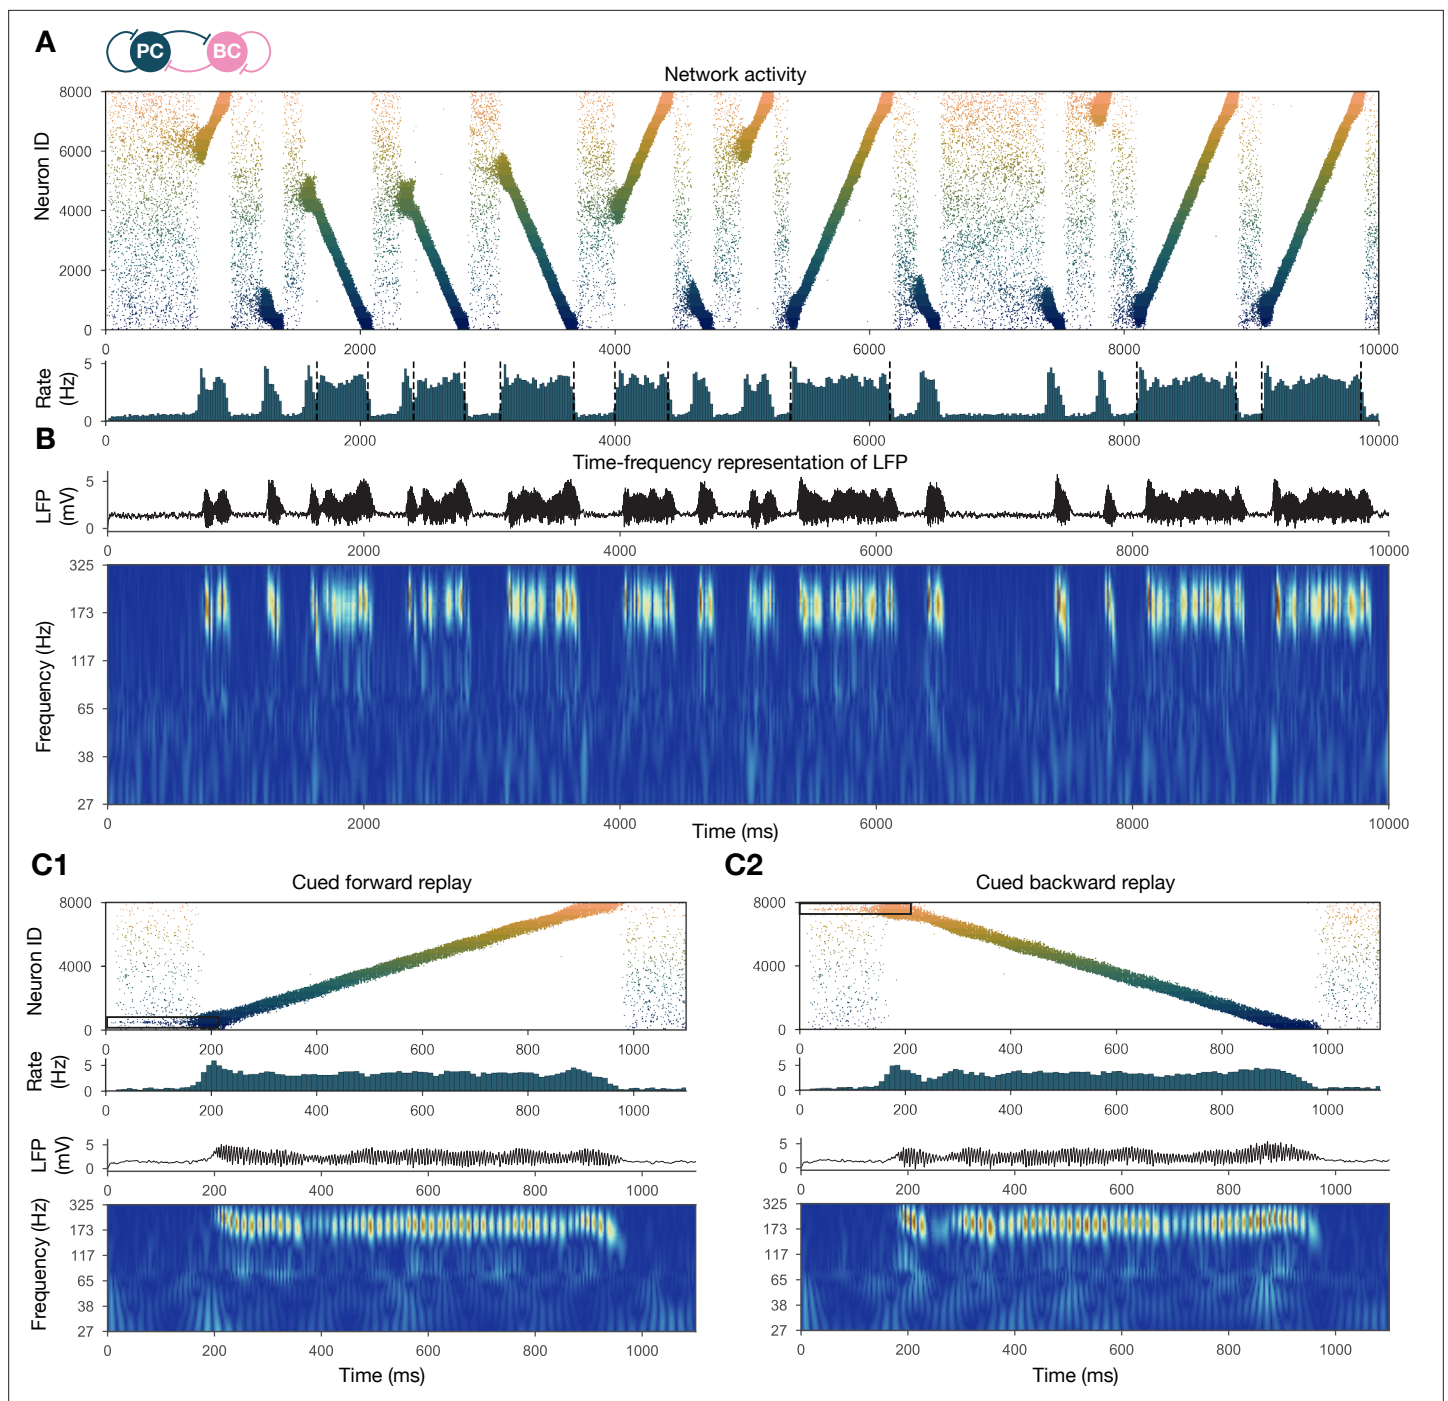 A
PC BC
Network activity
Neuron ID
8000
6000
4000
2000
0
0 2000 4000 6000 8000 10000
Rate
(Hz)
5
0
0 2000 4000 6000 8000 10000
B
Time-frequency representation of LFP
LFP
(mV)
5
0
0 2000 4000 6000 8000 10000
Frequency (Hz)
325
173
117
65
38
27
0 2000 4000 6000 8000 10000
Time (ms)
C1
Cued forward replay
Neuron ID
8000
4000
0
0 200 400 600 800 1000
Rate
(Hz)
5
0
0 200 400 600 800 1000
LFP
(mV)
5
0
0 200 400 600 800 1000
Frequency (Hz)
325
173
117
65
38
27
0 200 400 600 800 1000
Time (ms)
C2
Cued backward replay
8000
4000
0
0 200 400 600 800 1000
5
0
0 200 400 600 800 1000
5
0
0 200 400 600 800 1000
325
173
117
65
38
27
0 200 400 600 800 1000
Time (ms)